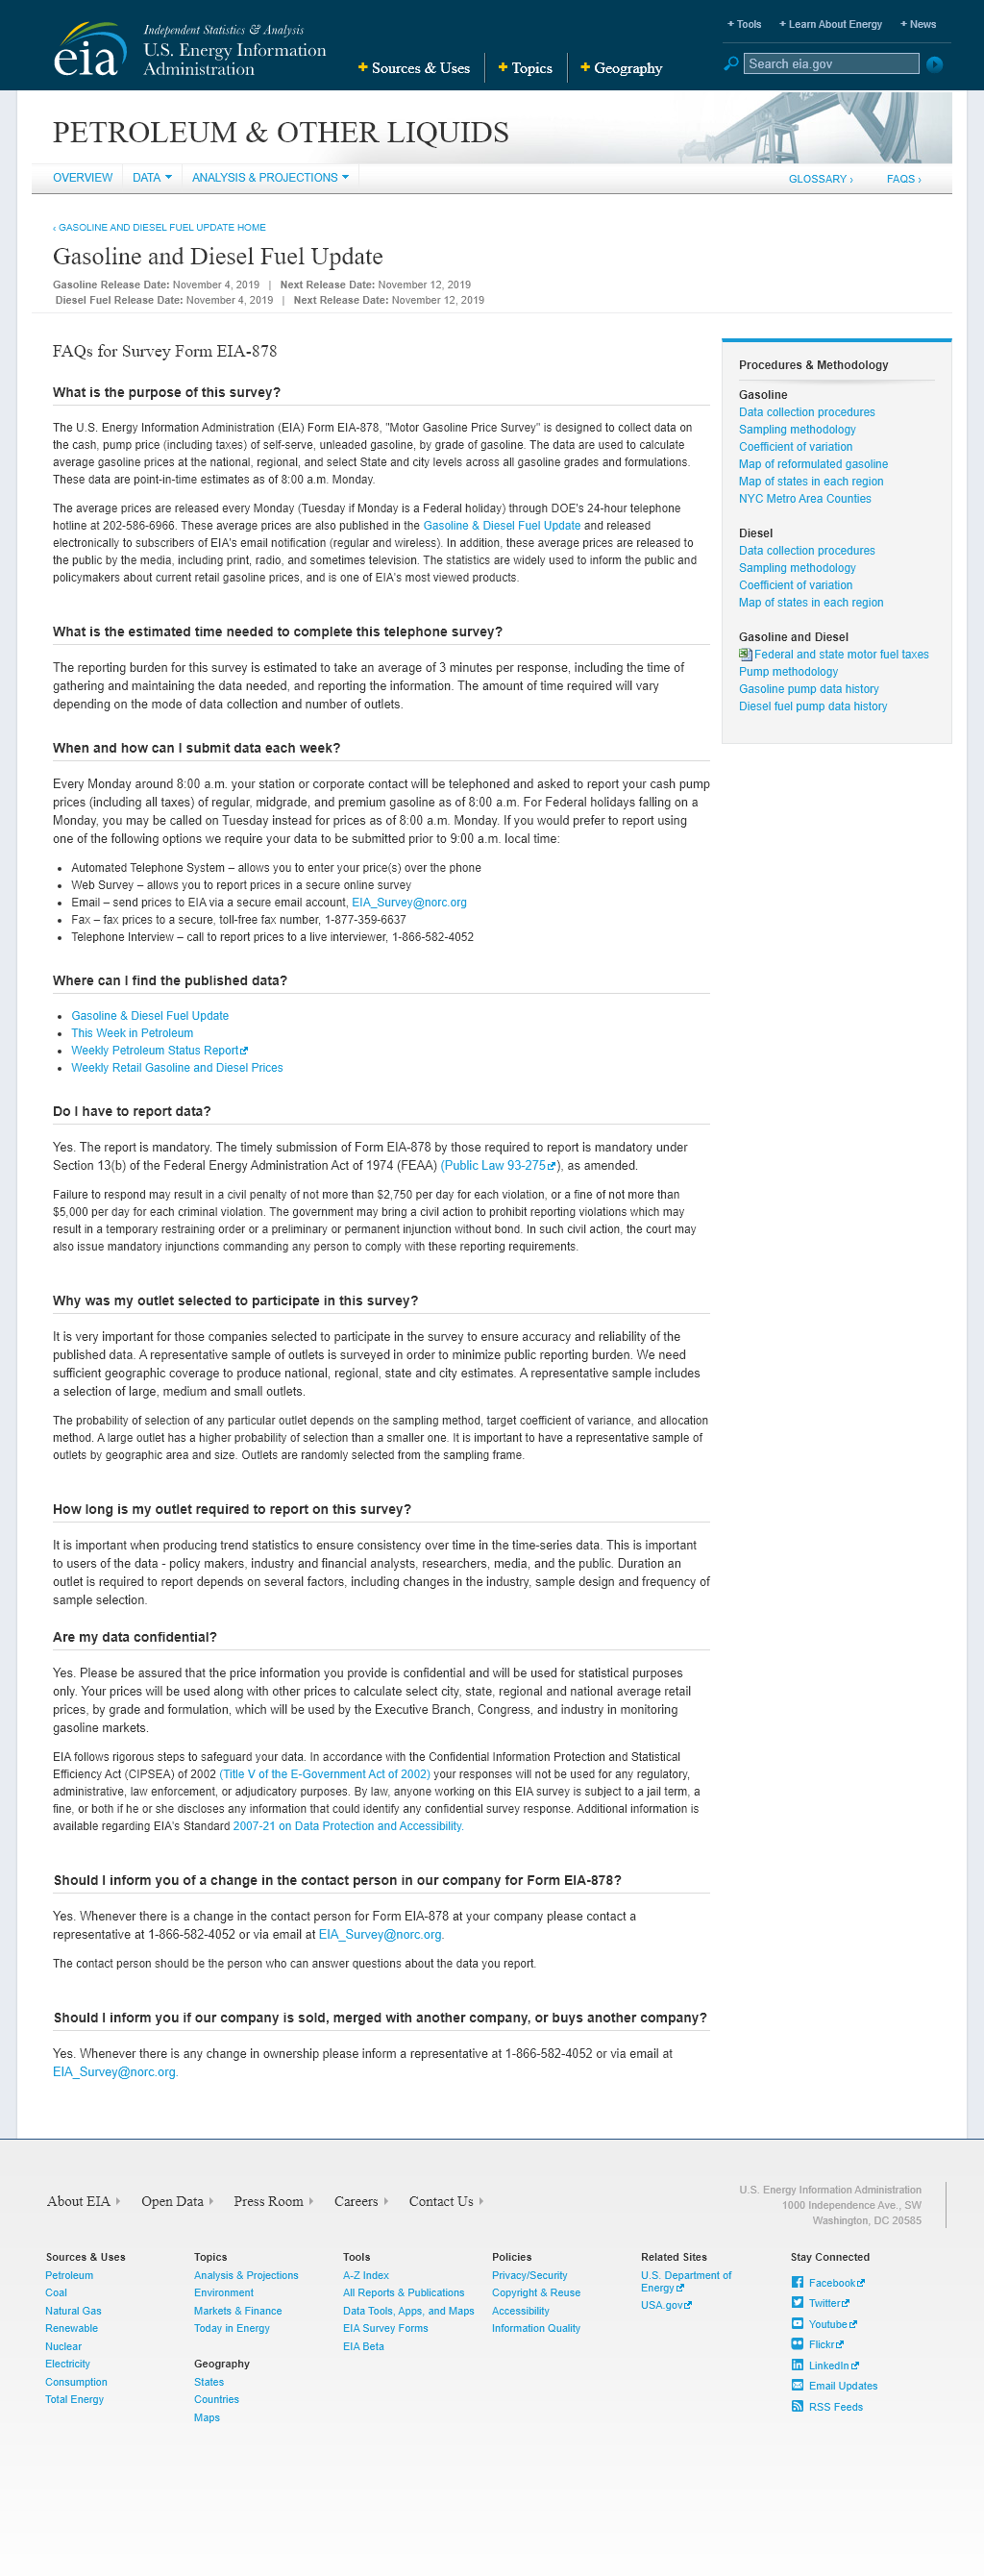 + Tools + Learn About Energy + News
eia
Independent Statistics & Analysis
U.S. Energy Information
Administration
+ Sources & Uses + Topics + Geography
Search eia.gov
PETROLEUM & OTHER LIQUIDS
OVERVIEW DATA ANALYSIS & PROJECTIONS GLOSSARY › FAQS ›
‹ GASOLINE AND DIESEL FUEL UPDATE HOME
Gasoline and Diesel Fuel Update
Gasoline Release Date: November 4, 2019 | Next Release Date: November 12, 2019
Diesel Fuel Release Date: November 4, 2019 | Next Release Date: November 12, 2019
FAQs for Survey Form EIA-878
What is the purpose of this survey?
The U.S. Energy Information Administration (EIA) Form EIA-878, "Motor Gasoline Price Survey" is designed to collect data on
the cash, pump price (including taxes) of self-serve, unleaded gasoline, by grade of gasoline. The data are used to calculate
average gasoline prices at the national, regional, and select State and city levels across all gasoline grades and formulations.
These data are point-in-time estimates as of 8:00 a.m. Monday.
The average prices are released every Monday (Tuesday if Monday is a Federal holiday) through DOE's 24-hour telephone
hotline at 202-586-6966. These average prices are also published in the Gasoline & Diesel Fuel Update and released
electronically to subscribers of EIA's email notification (regular and wireless). In addition, these average prices are released to
the public by the media, including print, radio, and sometimes television. The statistics are widely used to inform the public and
policymakers about current retail gasoline prices, and is one of EIA's most viewed products.
What is the estimated time needed to complete this telephone survey?
The reporting burden for this survey is estimated to take an average of 3 minutes per response, including the time of
gathering and maintaining the data needed, and reporting the information. The amount of time required will vary
depending on the mode of data collection and number of outlets.
When and how can I submit data each week?
Every Monday around 8:00 a.m. your station or corporate contact will be telephoned and asked to report your cash pump
prices (including all taxes) of regular, midgrade, and premium gasoline as of 8:00 a.m. For Federal holidays falling on a
Monday, you may be called on Tuesday instead for prices as of 8:00 a.m. Monday. If you would prefer to report using
one of the following options we require your data to be submitted prior to 9:00 a.m. local time:
• Automated Telephone System – allows you to enter your price(s) over the phone
• Web Survey – allows you to report prices in a secure online survey
• Email – send prices to EIA via a secure email account, EIA_Survey@norc.org
• Fax – fax prices to a secure, toll-free fax number, 1-877-359-6637
• Telephone Interview – call to report prices to a live interviewer, 1-866-582-4052
Where can I find the published data?
• Gasoline & Diesel Fuel Update
• This Week in Petroleum
• Weekly Petroleum Status Report
• Weekly Retail Gasoline and Diesel Prices
Do I have to report data?
Yes. The report is mandatory. The timely submission of Form EIA-878 by those required to report is mandatory under
Section 13(b) of the Federal Energy Administration Act of 1974 (FEAA) (Public Law 93-275), as amended.
Failure to respond may result in a civil penalty of not more than $2,750 per day for each violation, or a fine of not more than
$5,000 per day for each criminal violation. The government may bring a civil action to prohibit reporting violations which may
result in a temporary restraining order or a preliminary or permanent injunction without bond. In such civil action, the court may
also issue mandatory injunctions commanding any person to comply with these reporting requirements.
Why was my outlet selected to participate in this survey?
It is very important for those companies selected to participate in the survey to ensure accuracy and reliability of the
published data. A representative sample of outlets is surveyed in order to minimize public reporting burden. We need
sufficient geographic coverage to produce national, regional, state and city estimates. A representative sample includes
a selection of large, medium and small outlets.
The probability of selection of any particular outlet depends on the sampling method, target coefficient of variance, and allocation
method. A large outlet has a higher probability of selection than a smaller one. It is important to have a representative sample of
outlets by geographic area and size. Outlets are randomly selected from the sampling frame.
How long is my outlet required to report on this survey?
It is important when producing trend statistics to ensure consistency over time in the time-series data. This is important
to users of the data - policy makers, industry and financial analysts, researchers, media, and the public. Duration an
outlet is required to report depends on several factors, including changes in the industry, sample design and frequency of
sample selection.
Are my data confidential?
Yes. Please be assured that the price information you provide is confidential and will be used for statistical purposes
only. Your prices will be used along with other prices to calculate select city, state, regional and national average retail
prices, by grade and formulation, which will be used by the Executive Branch, Congress, and industry in monitoring
gasoline markets.
EIA follows rigorous steps to safeguard your data. In accordance with the Confidential Information Protection and Statistical
Efficiency Act (CIPSEA) of 2002 (Title V of the E-Government Act of 2002) your responses will not be used for any regulatory,
administrative, law enforcement, or adjudicatory purposes. By law, anyone working on this EIA survey is subject to a jail term, a
fine, or both if he or she discloses any information that could identify any confidential survey response. Additional information is
available regarding EIA's Standard 2007-21 on Data Protection and Accessibility.
Should I inform you of a change in the contact person in our company for Form EIA-878?
Yes. Whenever there is a change in the contact person for Form EIA-878 at your company please contact a
representative at 1-866-582-4052 or via email at EIA_Survey@norc.org.
The contact person should be the person who can answer questions about the data you report.
Should I inform you if our company is sold, merged with another company, or buys another company?
Yes. Whenever there is any change in ownership please inform a representative at 1-866-582-4052 or via email at
EIA_Survey@norc.org.
Procedures & Methodology
Gasoline
Data collection procedures
Sampling methodology
Coefficient of variation
Map of reformulated gasoline
Map of states in each region
NYC Metro Area Counties
Diesel
Data collection procedures
Sampling methodology
Coefficient of variation
Map of states in each region
Gasoline and Diesel
Federal and state motor fuel taxes
Pump methodology
Gasoline pump data history
Diesel fuel pump data history
About EIA Open Data Press Room Careers Contact Us
U.S. Energy Information Administration
1000 Independence Ave., SW
Washington, DC 20585
Sources & Uses
Petroleum
Coal
Natural Gas
Renewable
Nuclear
Electricity
Consumption
Total Energy
Topics
Analysis & Projections
Environment
Markets & Finance
Today in Energy
Geography
States
Countries
Maps
Tools
A-Z Index
All Reports & Publications
Data Tools, Apps, and Maps
EIA Survey Forms
EIA Beta
Policies
Privacy/Security
Copyright & Reuse
Accessibility
Information Quality
Related Sites
U.S. Department of
Energy
USA.gov
Stay Connected
Facebook
Twitter
Youtube
Flickr
LinkedIn
Email Updates
RSS Feeds